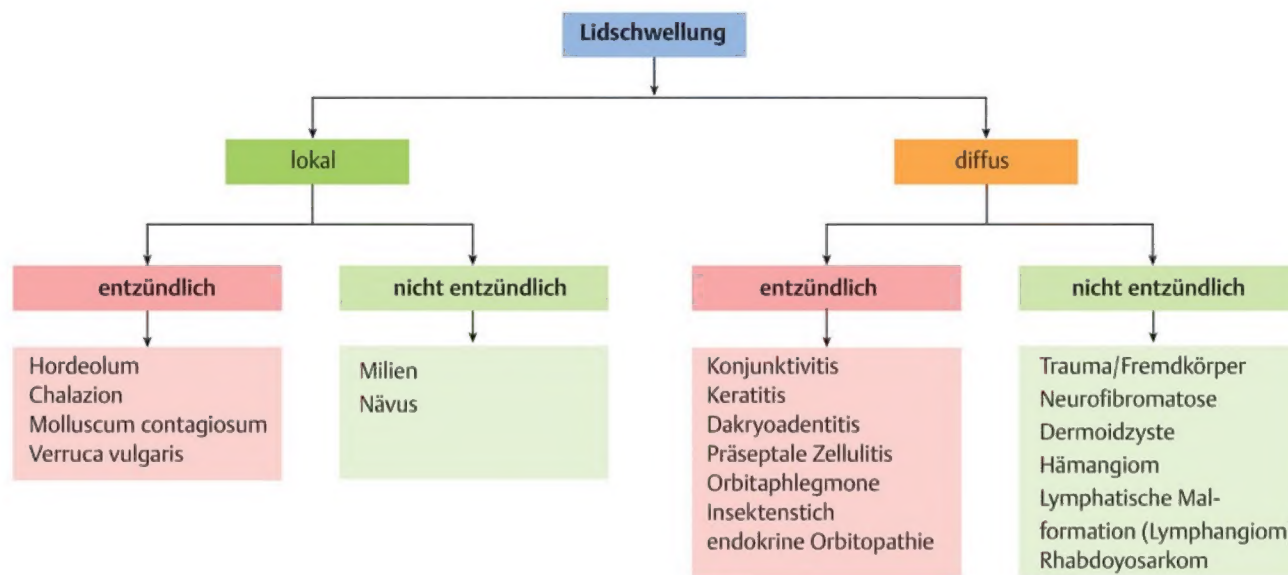 Lidschwellung
lokal
diffus
entzündlich
nicht entzündlich
entzündlich
nicht entzündlich
Hordeolum
Chalazion
Molluscum contagiosum
Verruca vulgaris
Milien
Nävus
Konjunktivitis
Keratitis
Dakryoadentitis
Präseptale Zellulitis
Orbitaphlegmone
Insektenstich
endokrine Orbitopathie
Trauma/Fremdkörper
Neurofibromatose
Dermoidzyste
Hämangiom
Lymphatische Mal-
formation (Lymphangiom
Rhabdoyosarkom